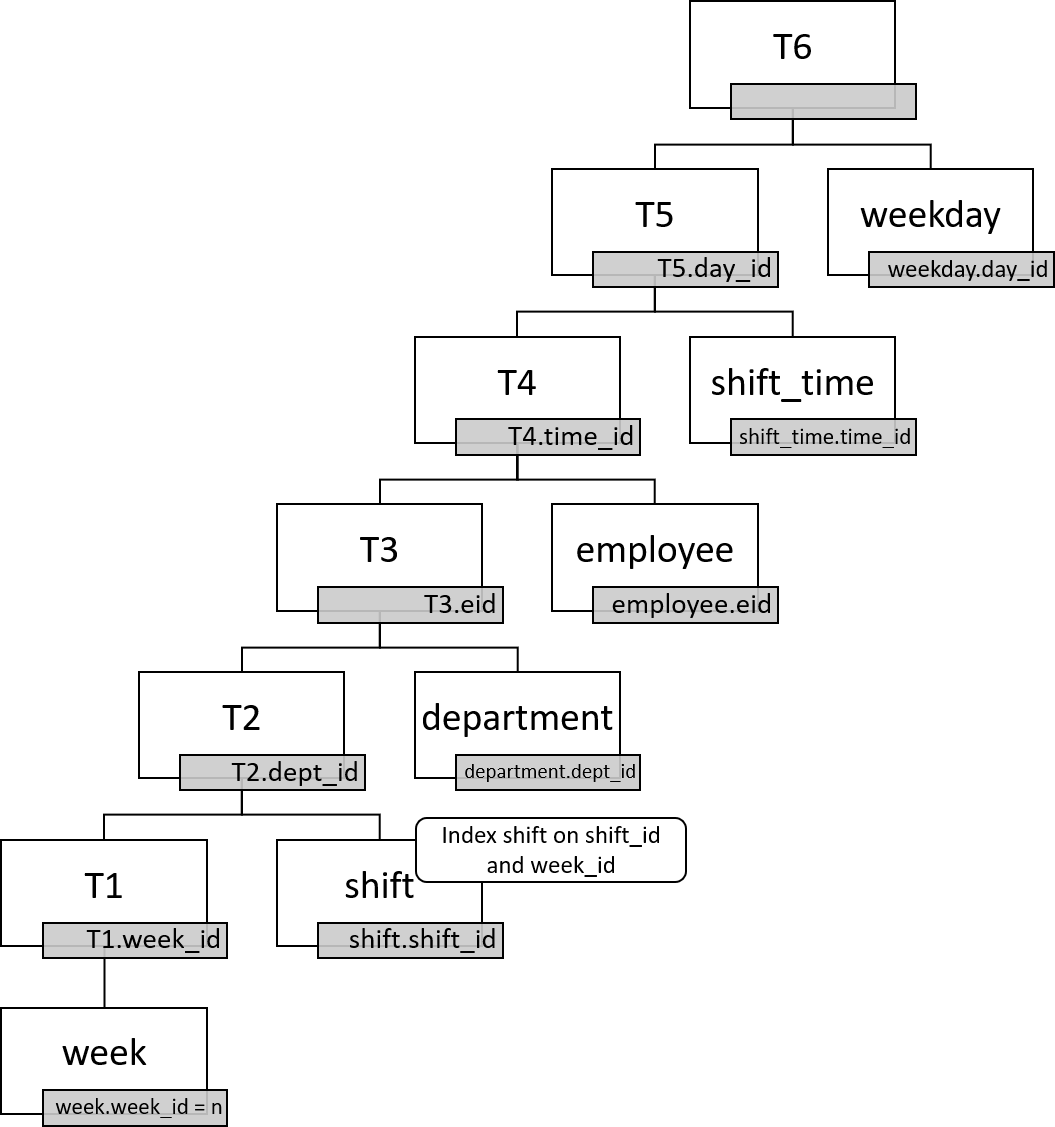 T6
T5
T5.day_id
weekday
weekday.day_id
T4
T4.time_id
shift_time
shift_time.time_id
T3
T3.eid
employee
employee.eid
T2
T2.dept_id
department
department.dept_id
T1
T1.week_id
shift
shift.shift_id
Index shift on shift_id
and week_id
week
week.week_id = n